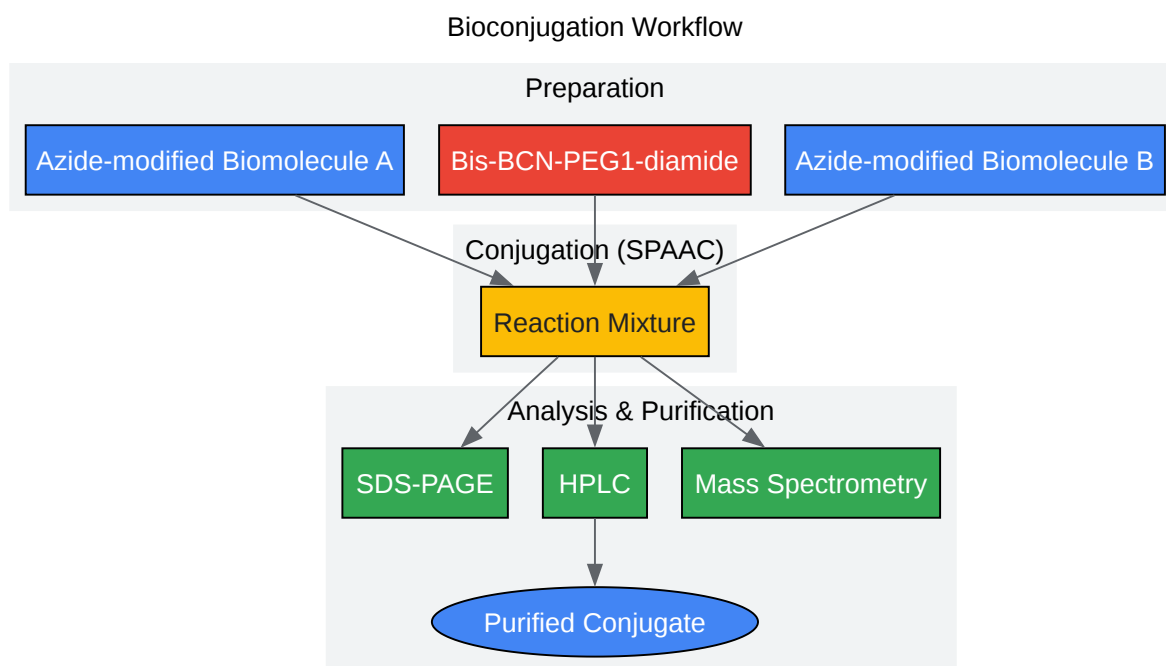 Bioconjugation Workflow
Preparation
Azide-modified Biomolecule A
Bis-BCN-PEG1-diamide
Azide-modified Biomolecule B
Conjugation (SPAAC)
Reaction Mixture
Analysis & Purification
SDS-PAGE
HPLC
Mass Spectrometry
Purified Conjugate